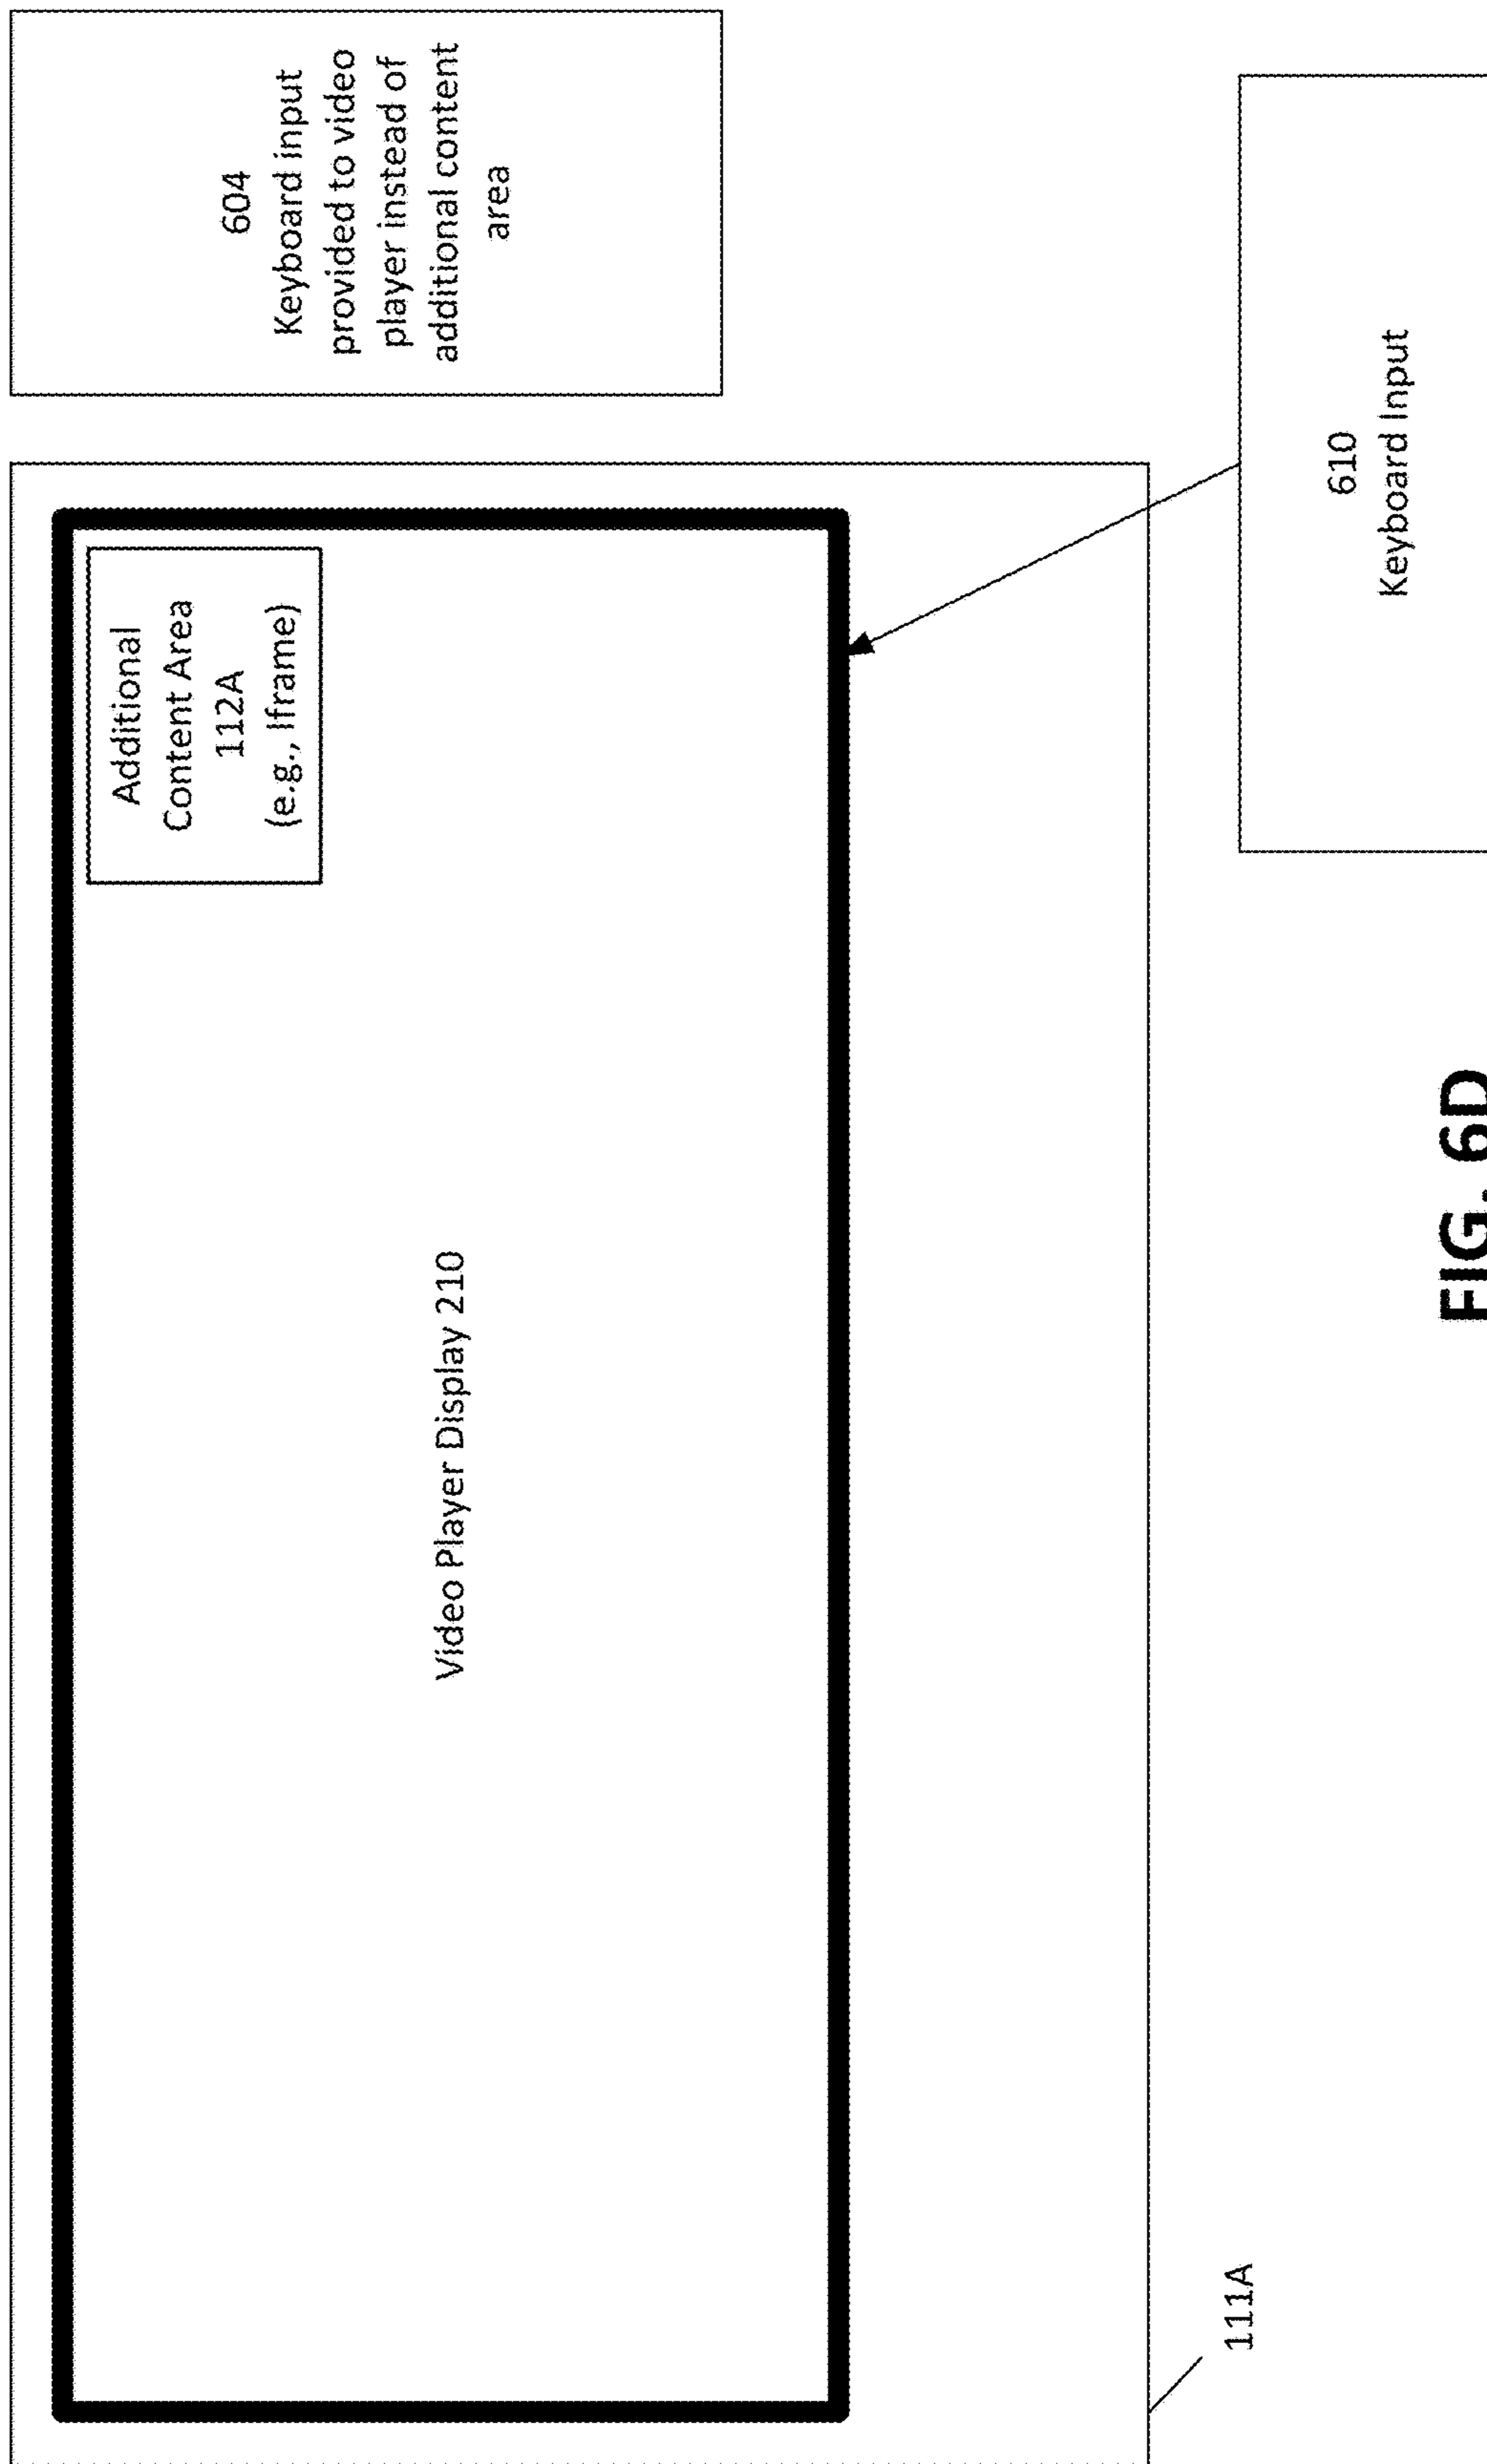 Additional
Content Area
112A
(e.g., Iframe)
Video Player Display 210
604
Keyboard input
provided to video
player instead of
additional content
area
111A
610
Keyboard Input
FIG. 6D